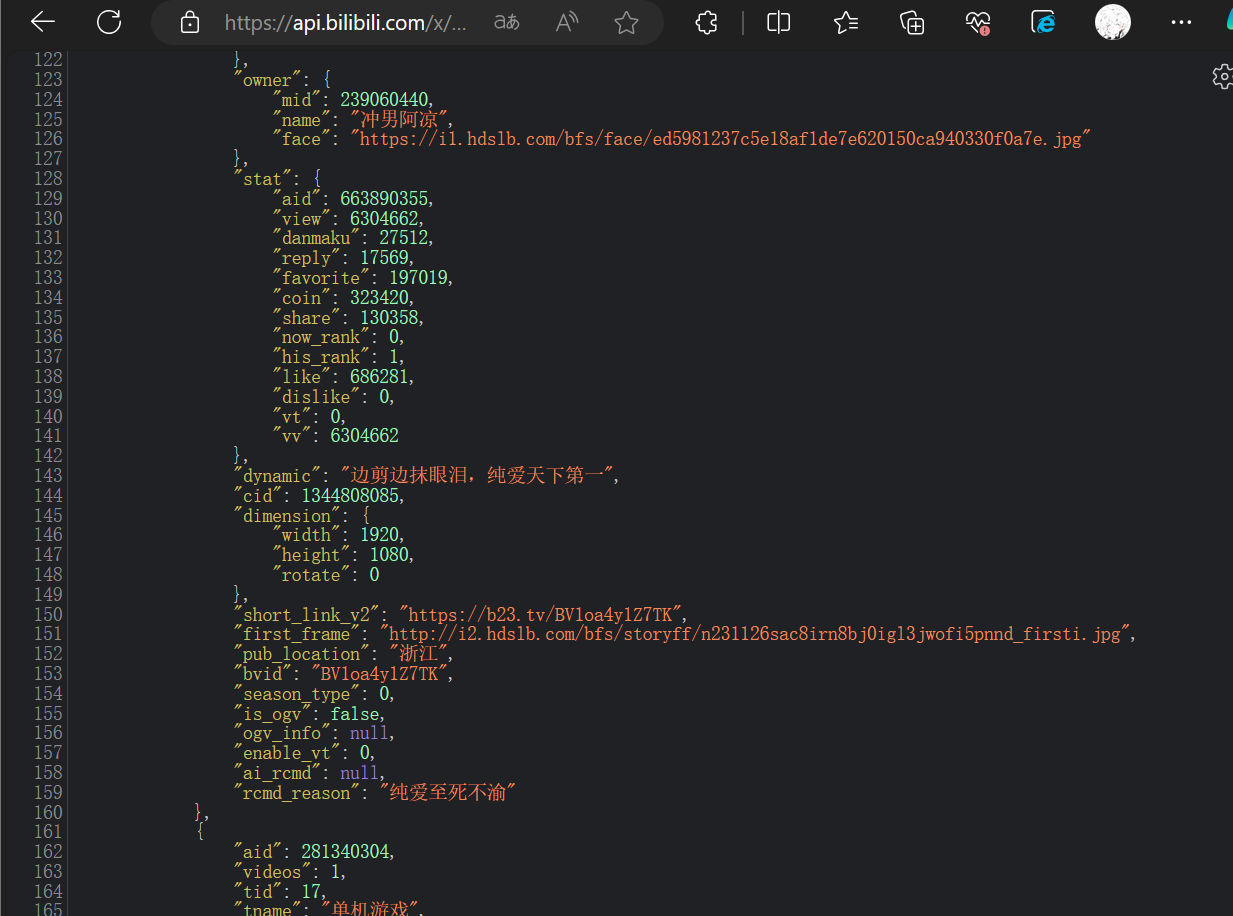 https://api.bilibili.com/x/...
122 },
123 "owner": {
124 "mid": 239060440,
125 "name": "冲男阿凉",
126 "face": "https://i1.hdslb.com/bfs/face/ed5981237c5e18af1de7e620150ca940330f0a7e.jpg"
127 },
128 "stat": {
129 "aid": 663890355,
130 "view": 6304662,
131 "danmaku": 27512,
132 "reply": 17569,
133 "favorite": 197019,
134 "coin": 323420,
135 "share": 130358,
136 "now_rank": 0,
137 "his_rank": 1,
138 "like": 686281,
139 "dislike": 0,
140 "vt": 0,
141 "vv": 6304662
142 },
143 "dynamic": "边剪边抹眼泪，纯爱天下第一",
144 "cid": 1344808085,
145 "dimension": {
146 "width": 1920,
147 "height": 1080,
148 "rotate": 0
149 },
150 "short_link_v2": "https://b23.tv/BV1oa4y1Z7TK",
151 "first_frame": "http://i2.hdslb.com/bfs/storyff/n231126sac8irn8bj0igl3jwofi5pnnd_firsti.jpg",
152 "pub_location": "浙江",
153 "bvid": "BV1oa4y1Z7TK",
154 "season_type": 0,
155 "is_ogv": false,
156 "ogv_info": null,
157 "enable_vt": 0,
158 "ai_rcmd": null,
159 "rcmd_reason": "纯爱至死不渝"
160 },
161 {
162 "aid": 281340304,
163 "videos": 1,
164 "tid": 17,
165 "tname": "单机游戏",